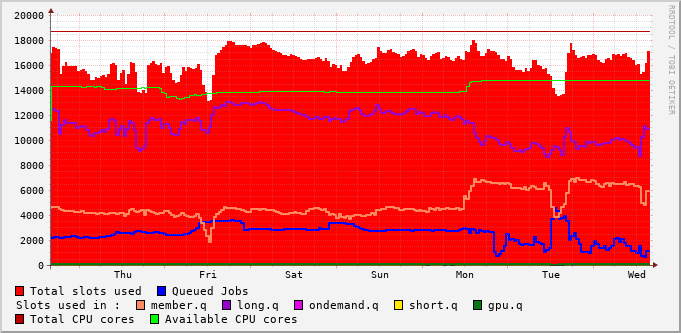 RRDTOOL / TOBI OETIKER
20000
18000
16000
14000
12000
10000
8000
6000
4000
2000
0
Thu Fri Sat Sun Mon Tue Wed
Total slots used Queued Jobs
Slots used in : member.q long.q ondemand.q short.q gpu.q
Total CPU cores Available CPU cores